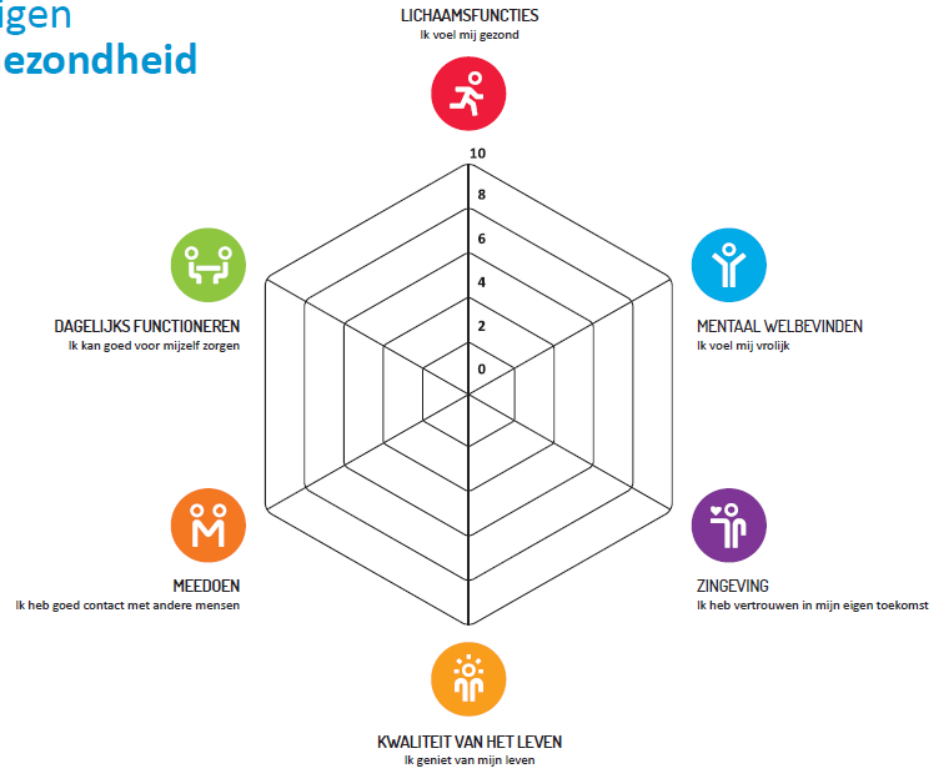 igen
ezondheid
LICHAAMSFUNCTIES
Ik voel mij gezond
10
8
6
4
2
0
DAGELIJKS FUNCTIONEREN
Ik kan goed voor mijzelf zorgen
MENTAAL WELBEVINDEN
Ik voel mij vrolijk
MEEDOEN
Ik heb goed contact met andere mensen
ZINGEVING
Ik heb vertrouwen in mijn eigen toekomst
KWALITEIT VAN HET LEVEN
Ik geniet van mijn leven